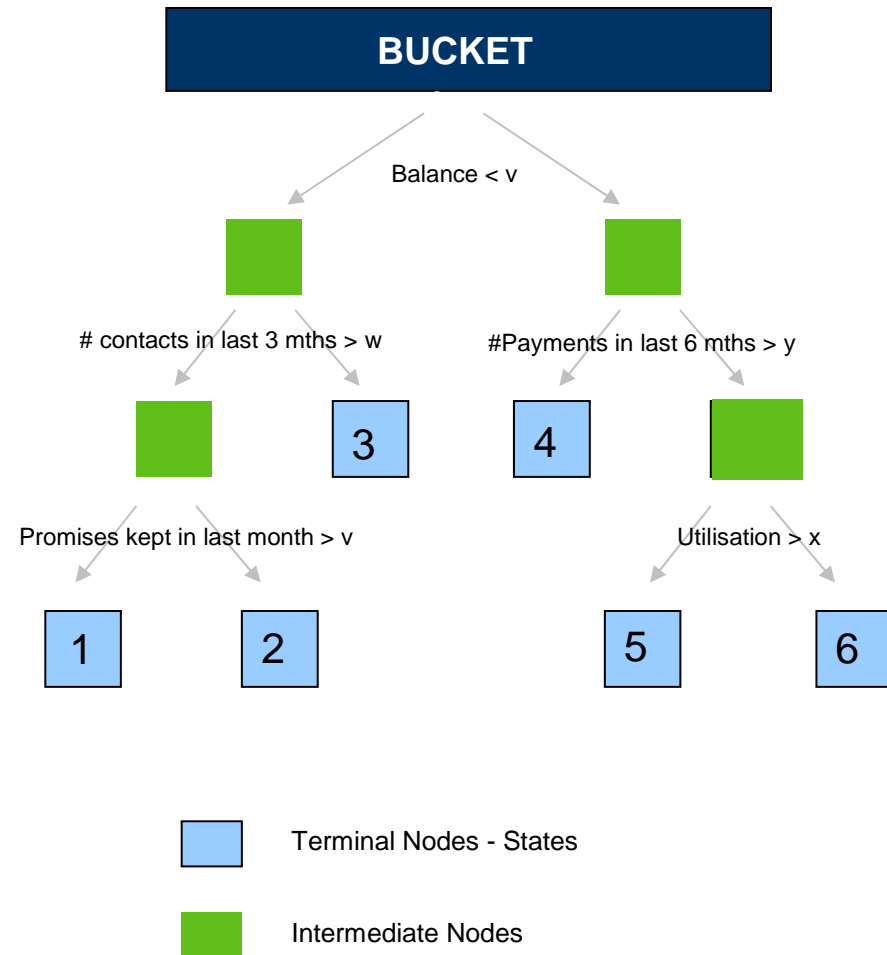 BUCKET
Balance < v
# contacts in last 3 mths > w
#Payments in last 6 mths > y
3
4
Promises kept in last month > v
Utilisation > x
1
2
5
6
Terminal Nodes - States
Intermediate Nodes